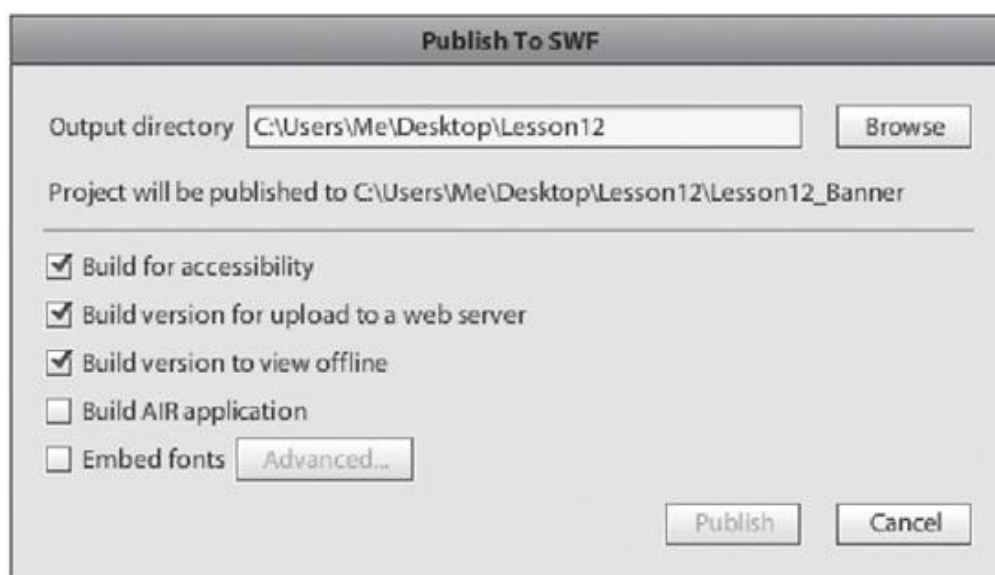 Publish To SWF
Output directory C:\Users\Me\Desktop\Lesson12 Browse
Project will be published to C:\Users\Me\Desktop\Lesson12\Lesson12_Banner
Build for accessibility
Build version for upload to a web server
Build version to view offline
Build AIR application
Embed fonts Advanced...
Publish Cancel